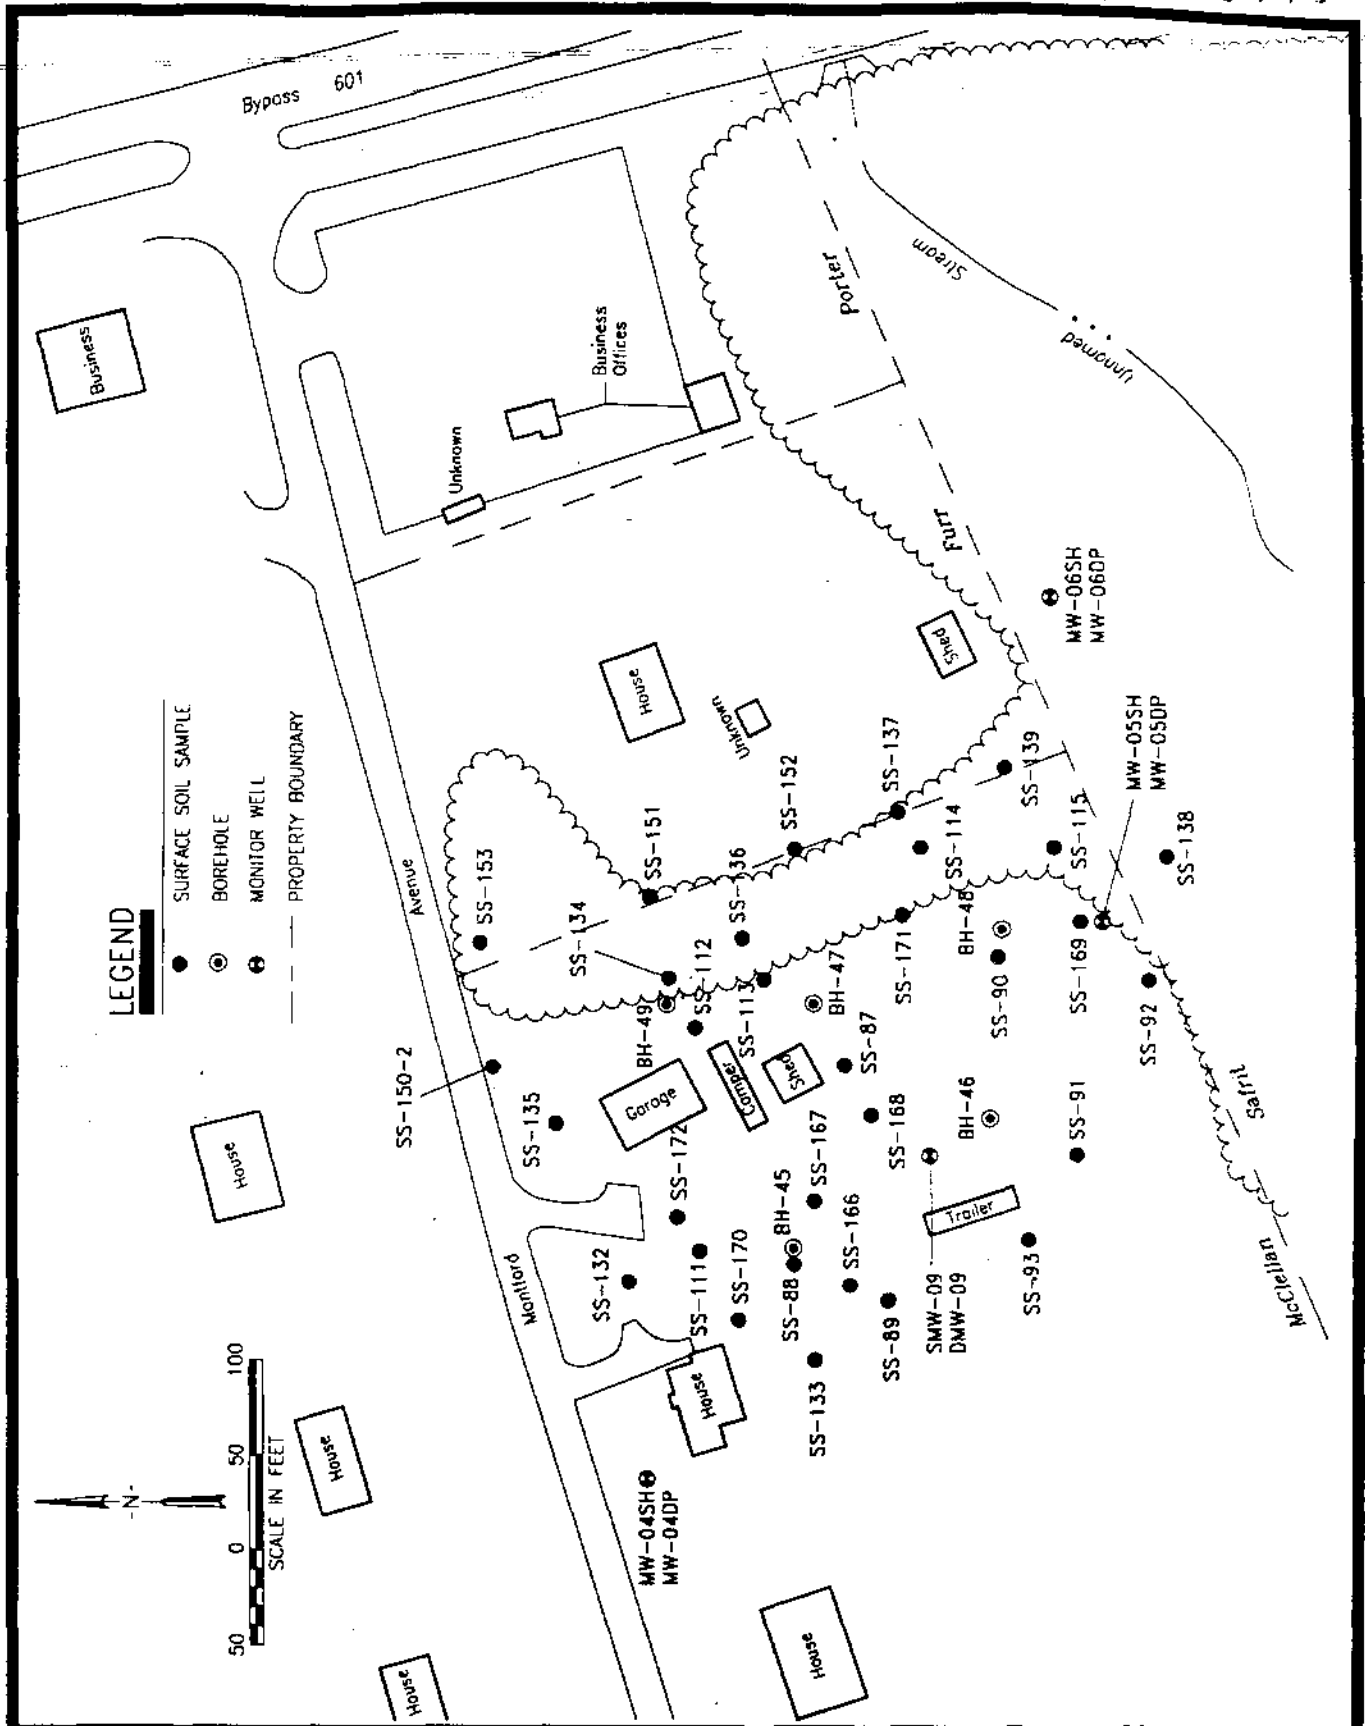 LEGEND
SURFACE SOIL SAMPLE
BOREHOLE
MONITOR WELL
PROPERTY BOUNDARY
-N-
50 0 50 100
SCALE IN FEET
Bypass 601
Montford Avenue
Business
Business
Offices
Unknown
House
House
House
House
House
House
Unknown
Shed
Garage
Camper
Shed
Trailer
Porter
Furr
Safrit
McClellan
Unnamed Stream
SS-150-2
SS-153
SS-135
SS-134
SS-151
SS-152
SS-136
SS-112
SS-113
BH-49
BH-47
SS-137
SS-114
SS-139
SS-115
SS-138
SS-171
BH-48
SS-90
SS-169
SS-92
MW-05SH
MW-05DP
MW-06SH
MW-06DP
SS-87
SS-168
BH-46
SS-91
SS-167
SS-172
SS-132
SS-111
SS-170
BH-45
SS-88
SS-166
SS-89
SS-133
SS-93
SMW-09
DMW-09
MW-04SH
MW-04DP